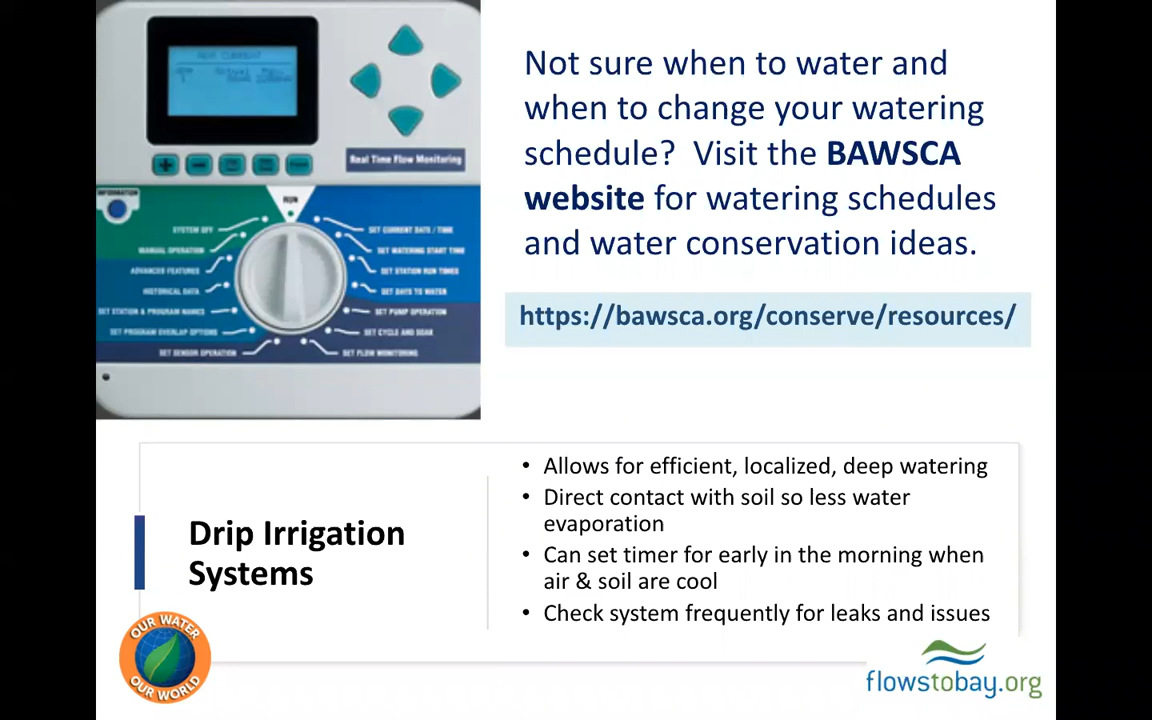 Not sure when to water and
when to change your watering
schedule? Visit the BAWSCA
website for watering schedules
and water conservation ideas.
https://bawsca.org/conserve/resources/
Real Time Flow Monitoring
INFORMATION
RUN
SYSTEM OFF
MANUAL OPERATION
ADVANCED FEATURES
HISTORICAL DATA
SET STATION & PROGRAM NAMES
SET PROGRAM OVERLAP OPTIONS
SET SENSOR OPERATION
SET CURRENT DATE / TIME
SET WATERING START TIME
SET STATION RUN TIMES
SET DAYS TO WATER
SET PUMP OPERATION
SET CYCLE AND SOAK
SET FLOW MONITORING
Drip Irrigation
Systems
• Allows for efficient, localized, deep watering
• Direct contact with soil so less water
evaporation
• Can set timer for early in the morning when
air & soil are cool
• Check system frequently for leaks and issues
OUR WATER
OUR WORLD
flowstobay.org